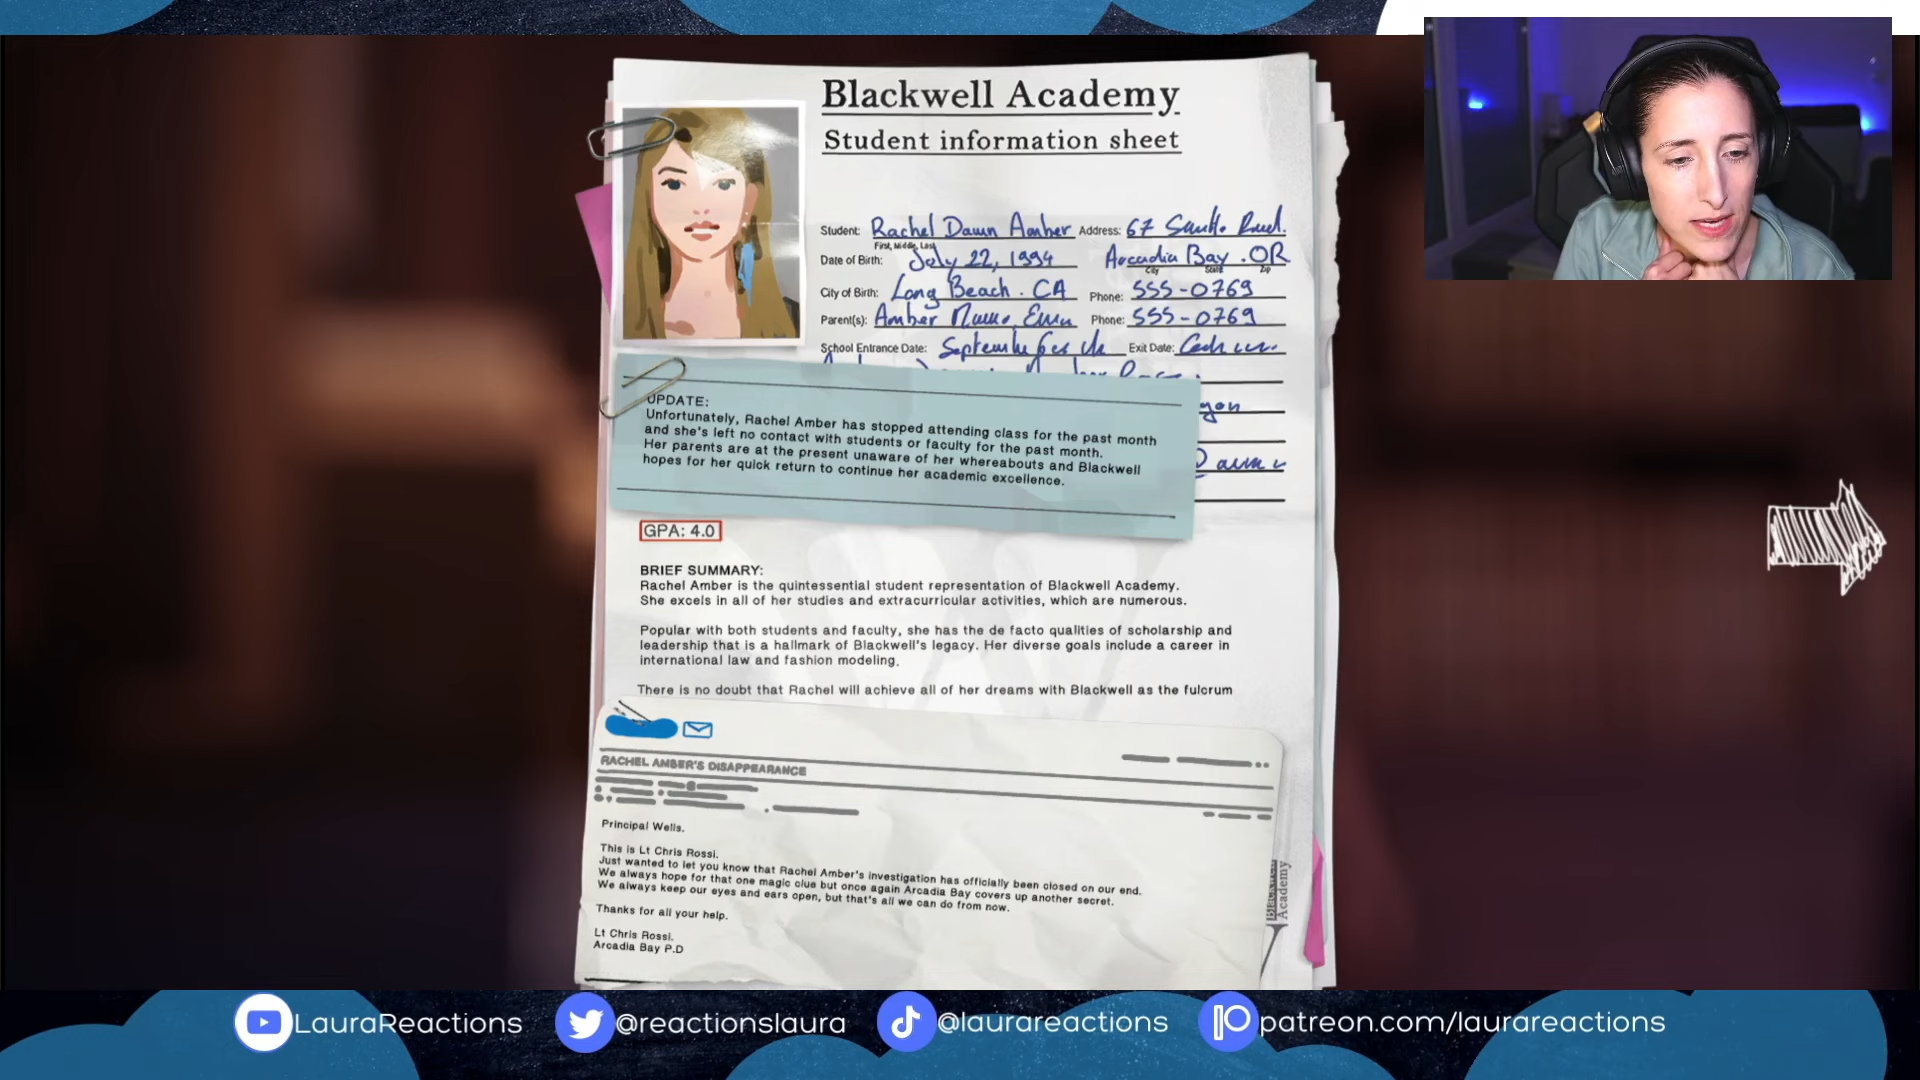 Blackwell Academy
Student information sheet
Student: Rachel Dawn Amber Address: 67
First, Middle, Last
Date of Birth: July 22, 1994 Arcadia Bay . OR
City State Zip
City of Birth: Long Beach . CA Phone: 555-0769
Parent(s): Amber Phone: 555-0769
School Entrance Date: Exit Date:
UPDATE:
Unfortunately, Rachel Amber has stopped attending class for the past month
and she's left no contact with students or faculty for the past month.
Her parents are at the present unaware of her whereabouts and Blackwell
hopes for her quick return to continue her academic excellence.
GPA: 4.0
BRIEF SUMMARY:
Rachel Amber is the quintessential student representation of Blackwell Academy.
She excels in all of her studies and extracurricular activities, which are numerous.
Popular with both students and faculty, she has the de facto qualities of scholarship and
leadership that is a hallmark of Blackwell's legacy. Her diverse goals include a career in
international law and fashion modeling.
There is no doubt that Rachel will achieve all of her dreams with Blackwell as the fulcrum
RACHEL AMBER'S DISAPPEARANCE
Principal Wells.
This is Lt Chris Rossi.
Just wanted to let you know that Rachel Amber's investigation has officially been closed on our end.
We always hope for that one magic clue but once again Arcadia Bay covers up another secret.
We always keep our eyes and ears open, but that's all we can do from now.
Thanks for all your help.
Lt Chris Rossi.
Arcadia Bay P.D
Blackwell
Academy
LauraReactions @reactionslaura @laurareactions patreon.com/laurareactions